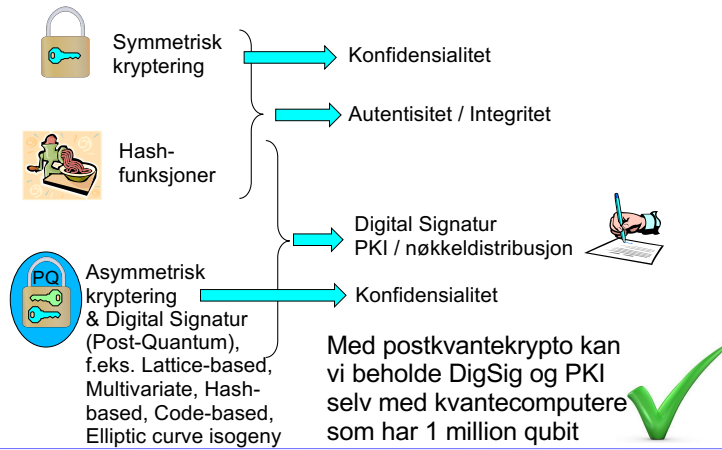 Symmetrisk
kryptering
Konfidensialitet
Autentisitet / Integritet
Hash-
funksjoner
Digital Signatur
PKI / nøkkeldistribusjon
PQ
Asymmetrisk
kryptering
& Digital Signatur
(Post-Quantum),
f.eks. Lattice-based,
Multivariate, Hash-
based, Code-based,
Elliptic curve isogeny
Konfidensialitet
Med postkvantekrypto kan
vi beholde DigSig og PKI
selv med kvantecomputere
som har 1 million qubit